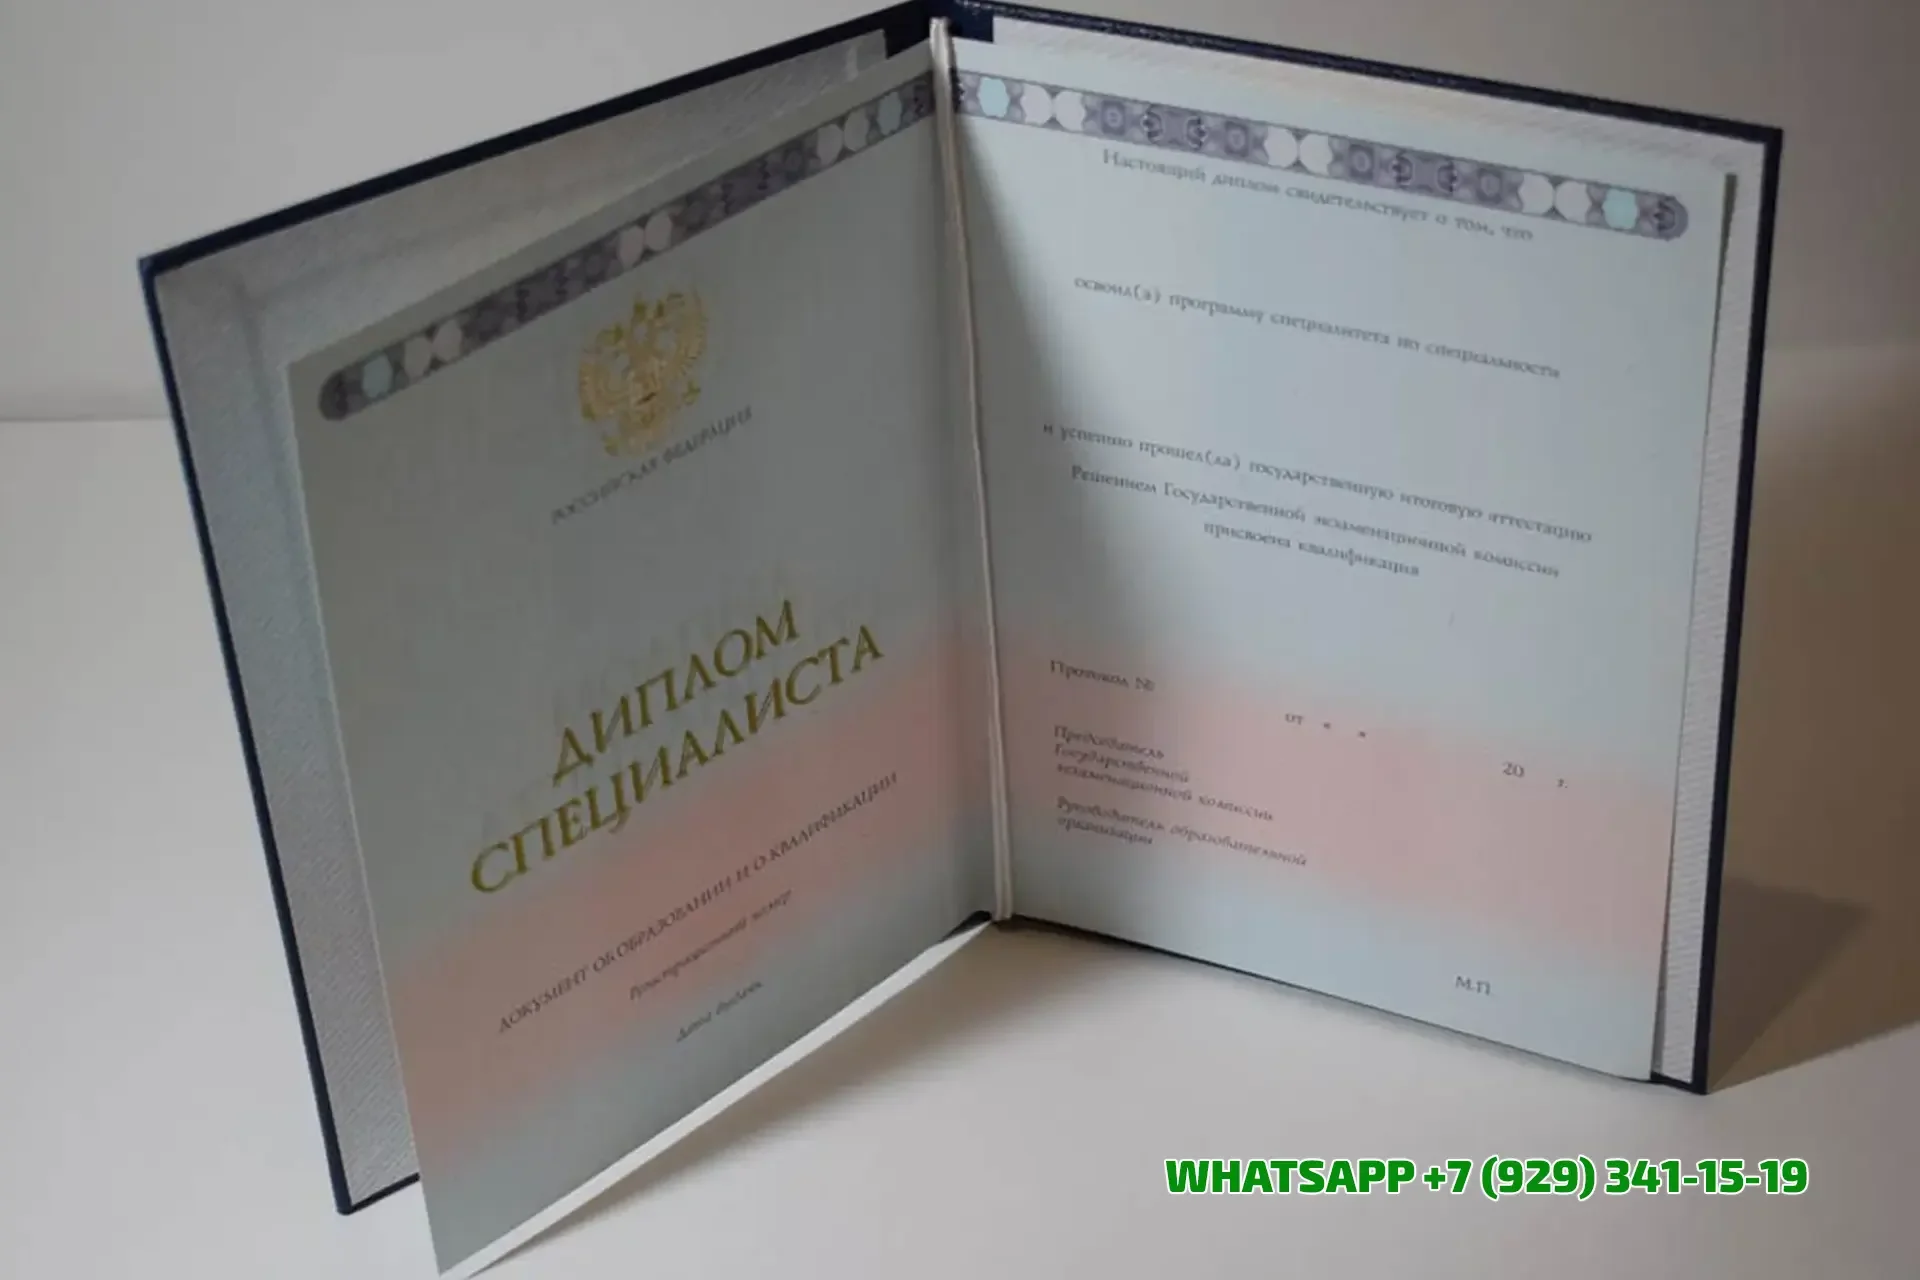 РОССИЙСКАЯ ФЕДЕРАЦИЯ
ДИПЛОМ
СПЕЦИАЛИСТА
ДОКУМЕНТ ОБ ОБРАЗОВАНИИ И О КВАЛИФИКАЦИИ
Регистрационный номер
Дата выдачи
Настоящий диплом свидетельствует о том, что
освоил(а) программу специалитета по специальности
и успешно прошел(ла) государственную итоговую аттестацию
Решением Государственной экзаменационной комиссии
присвоена квалификация
Протокол №
от « »
20 г.
Председатель
Государственной
экзаменационной комиссии
Руководитель образовательной
организации
М.П.
WHATSAPP +7 (929) 341-15-19